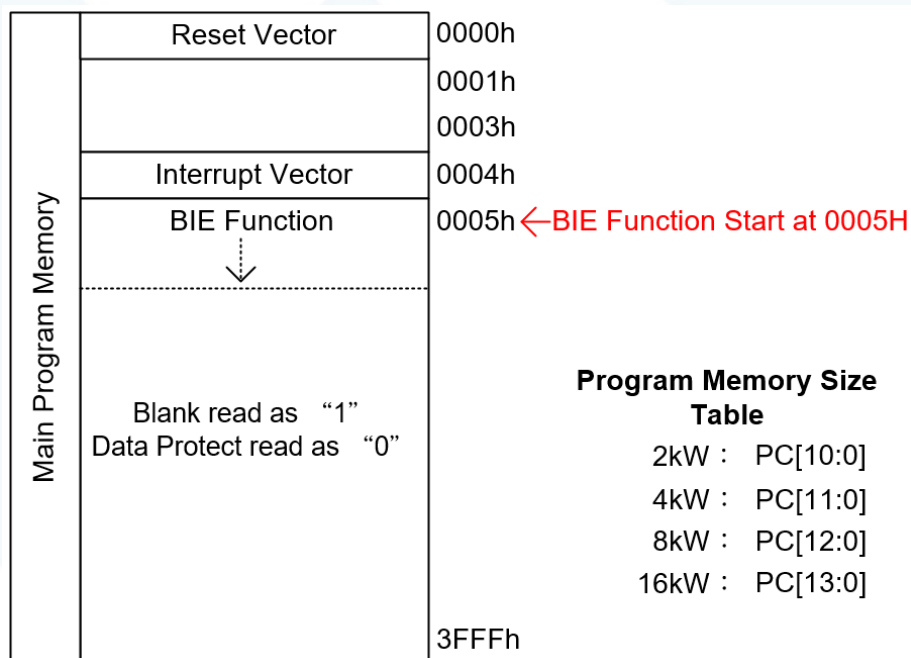 Main Program Memory
Reset Vector 0000h
0001h
0003h
Interrupt Vector 0004h
BIE Function 0005h BIE Function Start at 0005H
Program Memory Size
Table
Blank read as “1”
Data Protect read as “0”
2kW： PC[10:0]
4kW： PC[11:0]
8kW： PC[12:0]
16kW： PC[13:0]
3FFFh